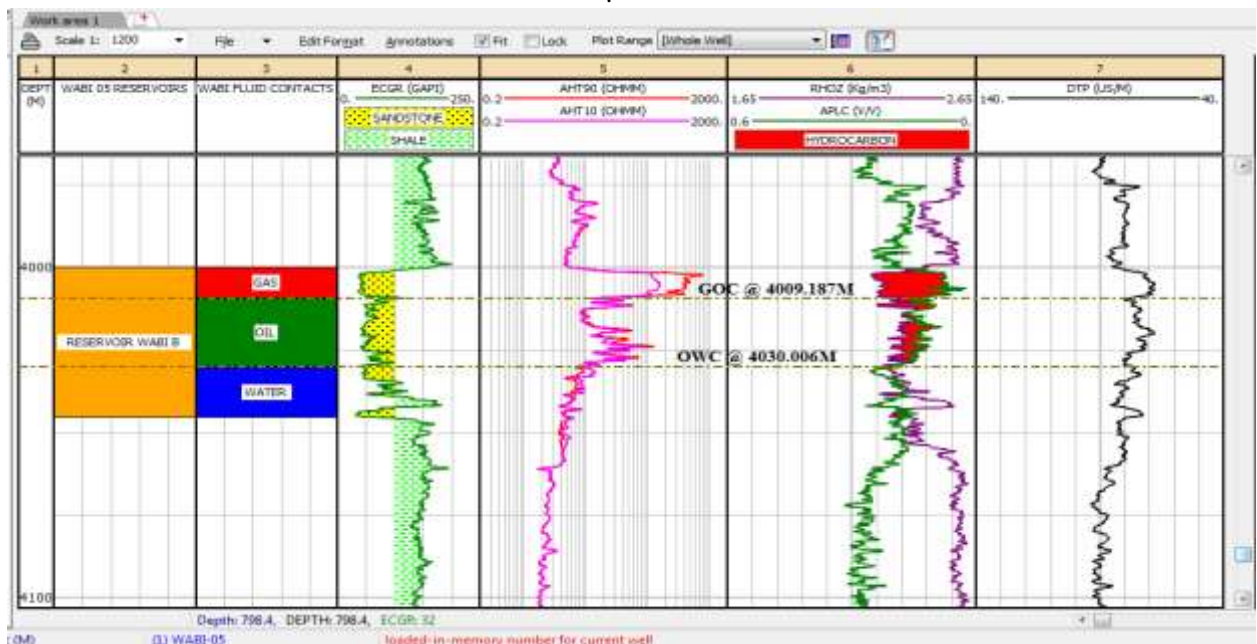 Work area 1
Scale 1: 1200 File Edit Format Annotations Fit Lock Plot Range [Whole Well]
1 2 3 4 5 6 7
DEPT (M) WABI 05 RESERVOIRS WABI FLUID CONTACTS ECGR (GAPI) AHT90 (OHMM) RHOZ (Kg/m3) DTP (US/M)
0. 250. 0.2 2000. 1.65 2.65 140. 40.
SANDSTONE AHT10 (OHMM) APLC (V/V)
0.2 2000. 0.6 0.
SHALE HYDROCARBON
4000
GAS
GOC @ 4009.187M
OIL
RESERVOIR WABI B
OWC @ 4030.006M
WATER
4100
Depth: 798.4, DEPTH: 798.4, ECGR: 32
(M) (1) WABI-05 loaded-in-memory number for current well